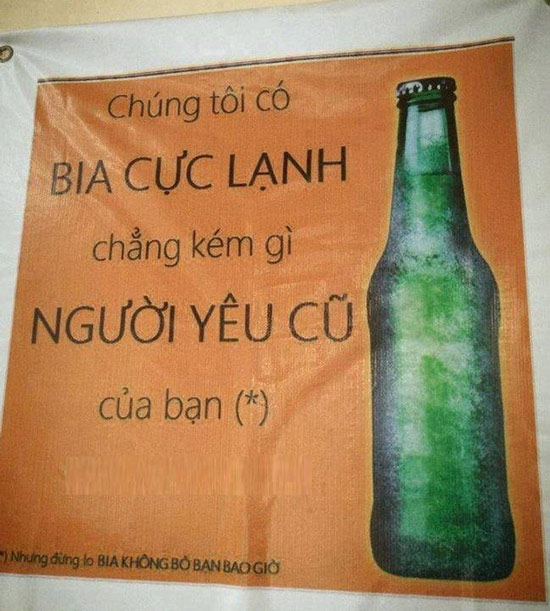 Chúng tôi có
BIA CỰC LẠNH
chẳng kém gì
NGƯỜI YÊU CŨ
của bạn (*)
*) Nhưng đừng lo BIA KHÔNG BỎ BẠN BAO GIỜ